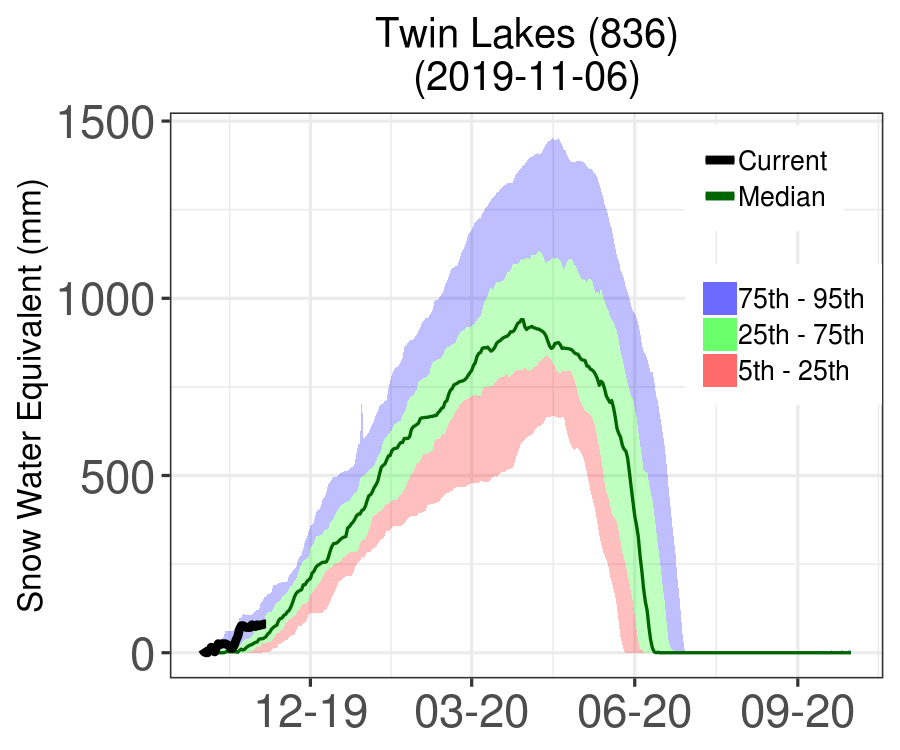 Twin Lakes (836)
(2019-11-06)
Snow Water Equivalent (mm)
1500
1000
500
0
12-19
03-20
06-20
09-20
Current
Median
75th - 95th
25th - 75th
5th - 25th